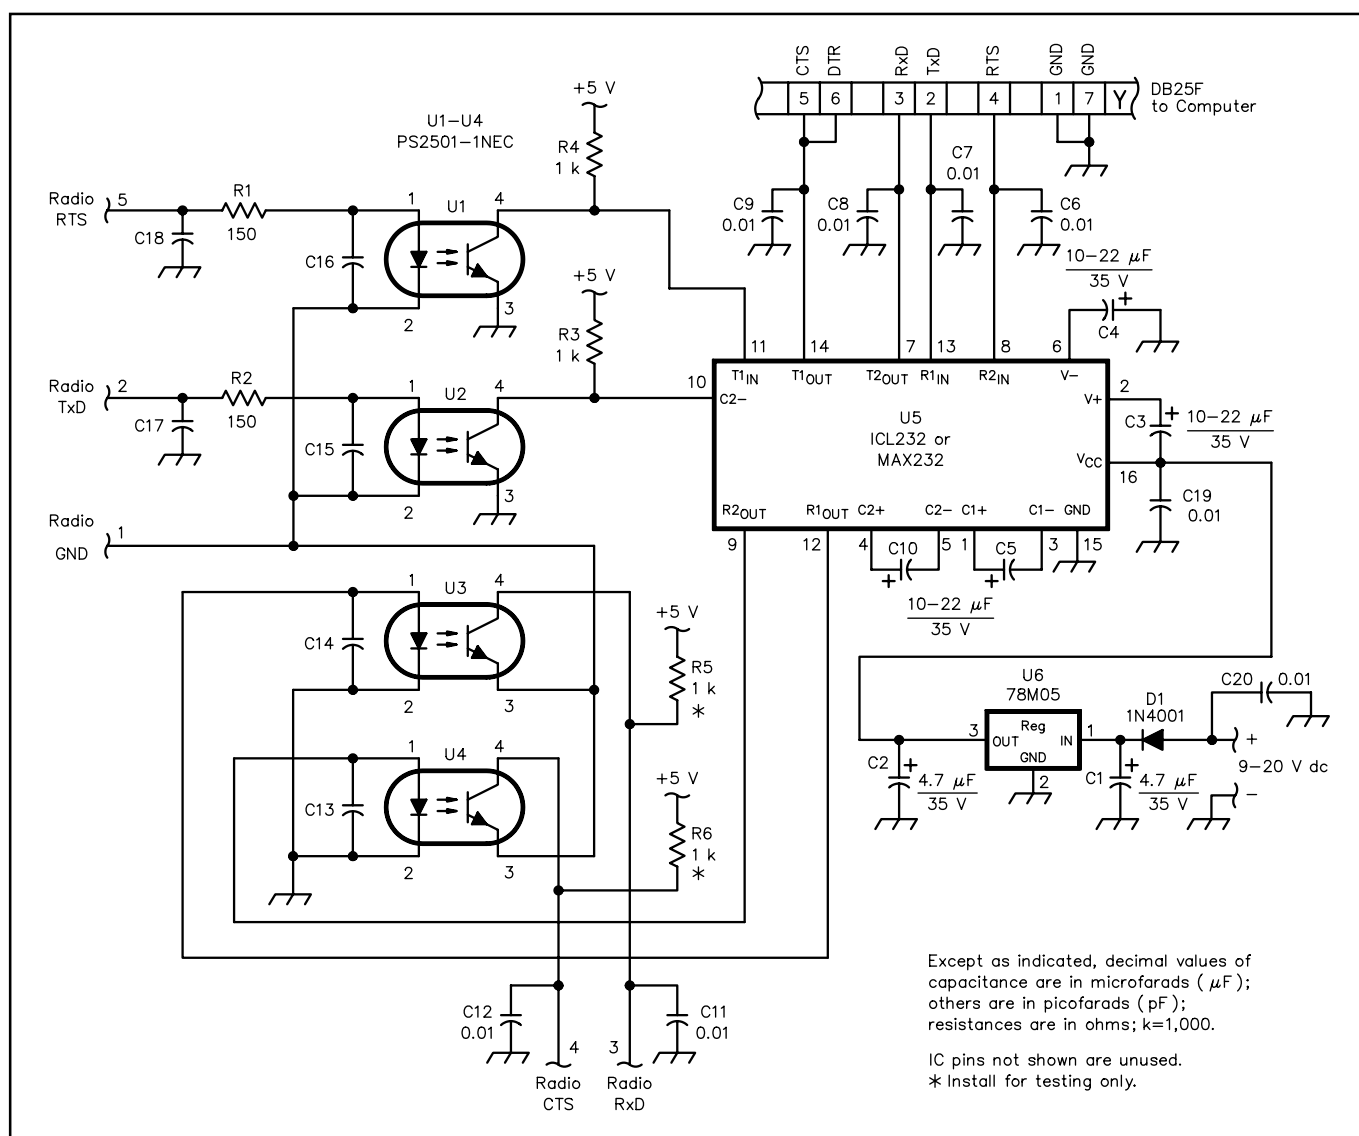 CTS
DTR
RxD
TxD
RTS
GND
GND
5
6
3
2
4
1
7
Y
DB25F
to Computer
+5 V
U1-U4
PS2501-1NEC
R4
1 k
C7
0.01
C9
0.01
C8
0.01
C6
0.01
Radio
RTS
5
R1
150
C18
C16
1
U1
4
2
3
10-22 µF
35 V
C4
+5 V
R3
1 k
11
14
7
13
8
6
T1IN
T1OUT
T2OUT
R1IN
R2IN
V-
10
C2-
2
V+
C3
10-22 µF
35 V
U5
ICL232 or
MAX232
VCC
16
C19
0.01
Radio
TxD
2
R2
150
C17
C15
1
U2
4
2
3
R2OUT
R1OUT
C2+
C2-
C1+
C1-
GND
9
12
4
C10
5
1
C5
3
15
10-22 µF
35 V
Radio
GND
1
1
U3
4
C14
2
3
+5 V
R5
1 k
*
1
U4
4
C13
2
3
+5 V
R6
1 k
*
U6
78M05
D1
1N4001
C20
0.01
3
OUT
Reg
IN
GND
1
2
+
9-20 V dc
-
C2
4.7 µF
35 V
C1
4.7 µF
35 V
C12
0.01
4
3
C11
0.01
Radio
CTS
Radio
RxD
Except as indicated, decimal values of
capacitance are in microfarads ( µF);
others are in picofarads (pF);
resistances are in ohms; k=1,000.
IC pins not shown are unused.
* Install for testing only.